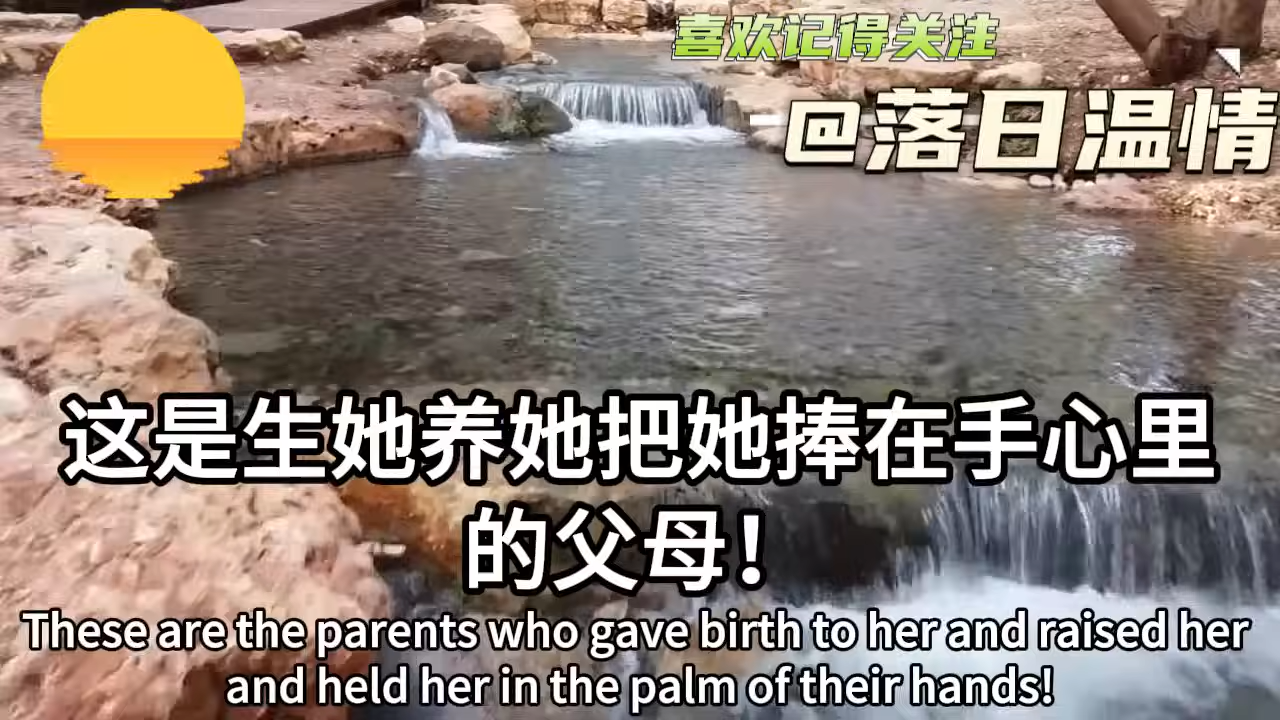 喜欢记得关注
@落日温情
这是生她养她把她捧在手心里
的父母！
These are the parents who gave birth to her and raised her
and held her in the palm of their hands!